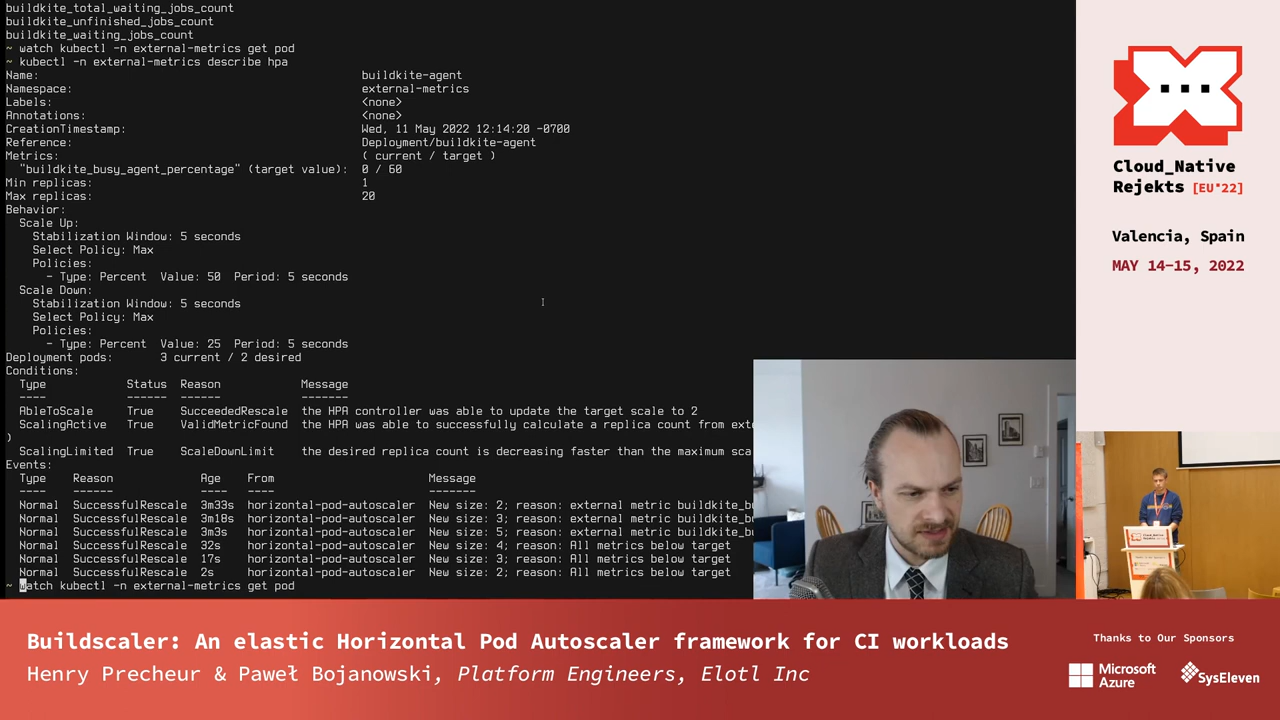 buildkite_total_waiting_jobs_count
buildkite_unfinished_jobs_count
buildkite_waiting_jobs_count
~ watch kubectl -n external-metrics get pod
~ kubectl -n external-metrics describe hpa
Name: buildkite-agent
Namespace: external-metrics
Labels: <none>
Annotations: <none>
CreationTimestamp: Wed, 11 May 2022 12:14:20 -0700
Reference: Deployment/buildkite-agent
Metrics: ( current / target )
"buildkite_busy_agent_percentage" (target value): 0 / 60
Min replicas: 1
Max replicas: 20
Behavior:
Scale Up:
Stabilization Window: 5 seconds
Select Policy: Max
Policies:
- Type: Percent Value: 50 Period: 5 seconds
Scale Down:
Stabilization Window: 5 seconds
Select Policy: Max
Policies:
- Type: Percent Value: 25 Period: 5 seconds
Deployment pods: 3 current / 2 desired
Conditions:
Type Status Reason Message
---- ------ ------ -------
AbleToScale True SucceededRescale the HPA controller was able to update the target scale to 2
ScalingActive True ValidMetricFound the HPA was able to successfully calculate a replica count from ext
)
ScalingLimited True ScaleDownLimit the desired replica count is decreasing faster than the maximum sca
Events:
Type Reason Age From Message
---- ------ ---- ---- -------
Normal SuccessfulRescale 3m33s horizontal-pod-autoscaler New size: 2; reason: external metric buildkite_b
Normal SuccessfulRescale 3m18s horizontal-pod-autoscaler New size: 3; reason: external metric buildkite_b
Normal SuccessfulRescale 3m3s horizontal-pod-autoscaler New size: 5; reason: external metric buildkite_b
Normal SuccessfulRescale 32s horizontal-pod-autoscaler New size: 4; reason: All metrics below target
Normal SuccessfulRescale 17s horizontal-pod-autoscaler New size: 3; reason: All metrics below target
Normal SuccessfulRescale 2s horizontal-pod-autoscaler New size: 2; reason: All metrics below target
~ watch kubectl -n external-metrics get pod
Cloud_Native
Rejekts [EU'22]
Valencia, Spain
MAY 14-15, 2022
Cloud_Native
Rejekts
Buildscaler: An elastic Horizontal Pod Autoscaler framework for CI workloads
Henry Precheur & Paweł Bojanowski, Platform Engineers, Elotl Inc
Thanks to Our Sponsors
Microsoft
Azure
SysEleven